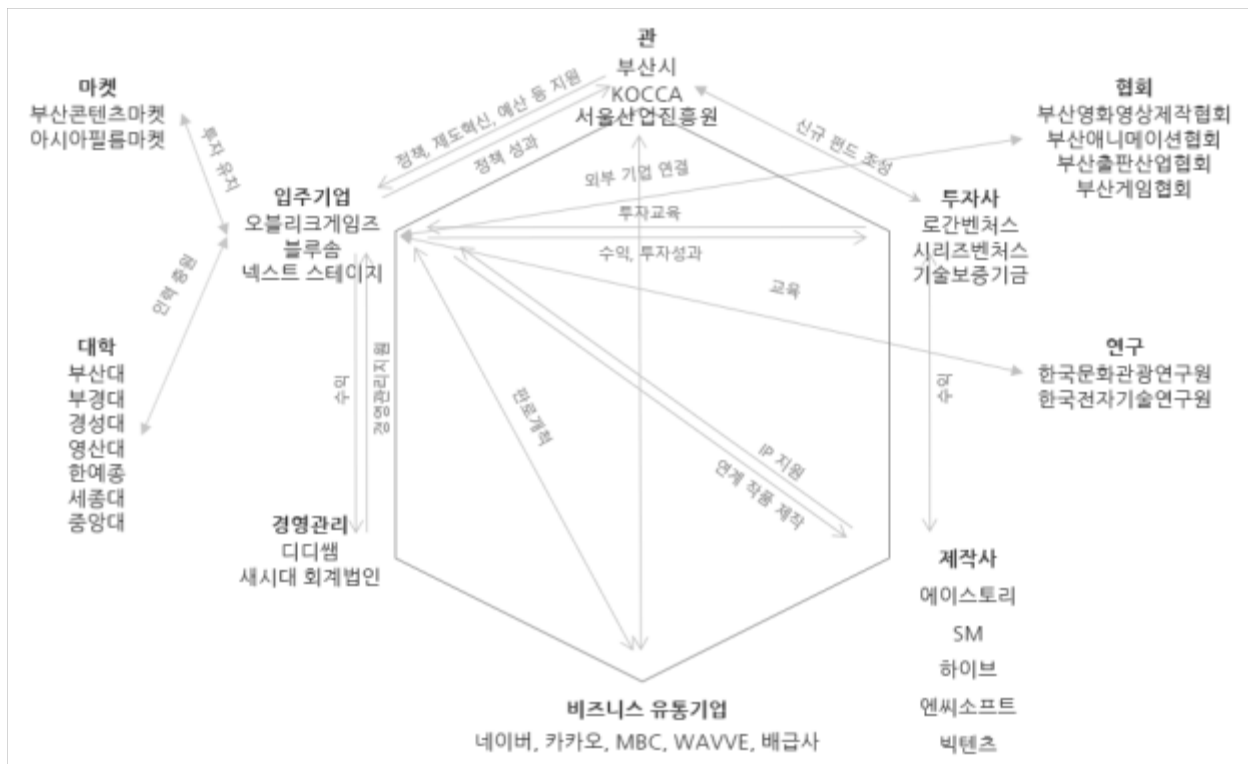 관
부산시
KOCCA
서울산업진흥원
마켓
부산콘텐츠마켓
아시아필름마켓
협회
부산영화영상제작협회
부산애니메이션협회
부산출판산업협회
부산게임협회
정책, 제도혁신, 예산 등 지원
정책 성과
신규 펀드 조성
투자 유치
외부 기업 연결
입주기업
오블리크게임즈
블루솜
넥스트 스테이지
투자교육
수익, 투자성과
투자사
로간벤처스
시리즈벤처스
기술보증기금
인력 충원
교육
대학
부산대
부경대
경성대
영산대
한예종
세종대
중앙대
수익
경영관리지원
판로개척
IP 지원
연계 작품 제작
수익
연구
한국문화관광연구원
한국전자기술연구원
경영관리
디디쌤
새시대 회계법인
제작사
에이스토리
SM
하이브
엔씨소프트
빅텐츠
비즈니스 유통기업
네이버, 카카오, MBC, WAVVE, 배급사